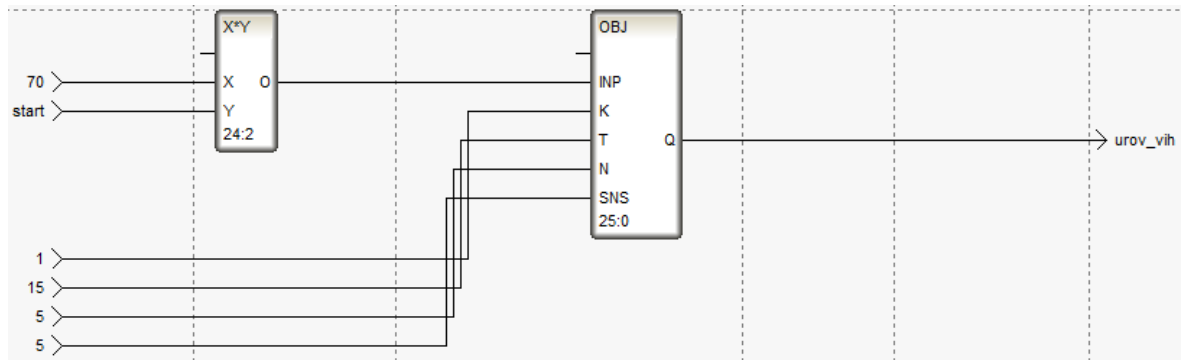 X*Y
OBJ
70
X O
INP
start
Y
K
24:2
T Q
urov_vih
N
SNS
25:0
1
15
5
5